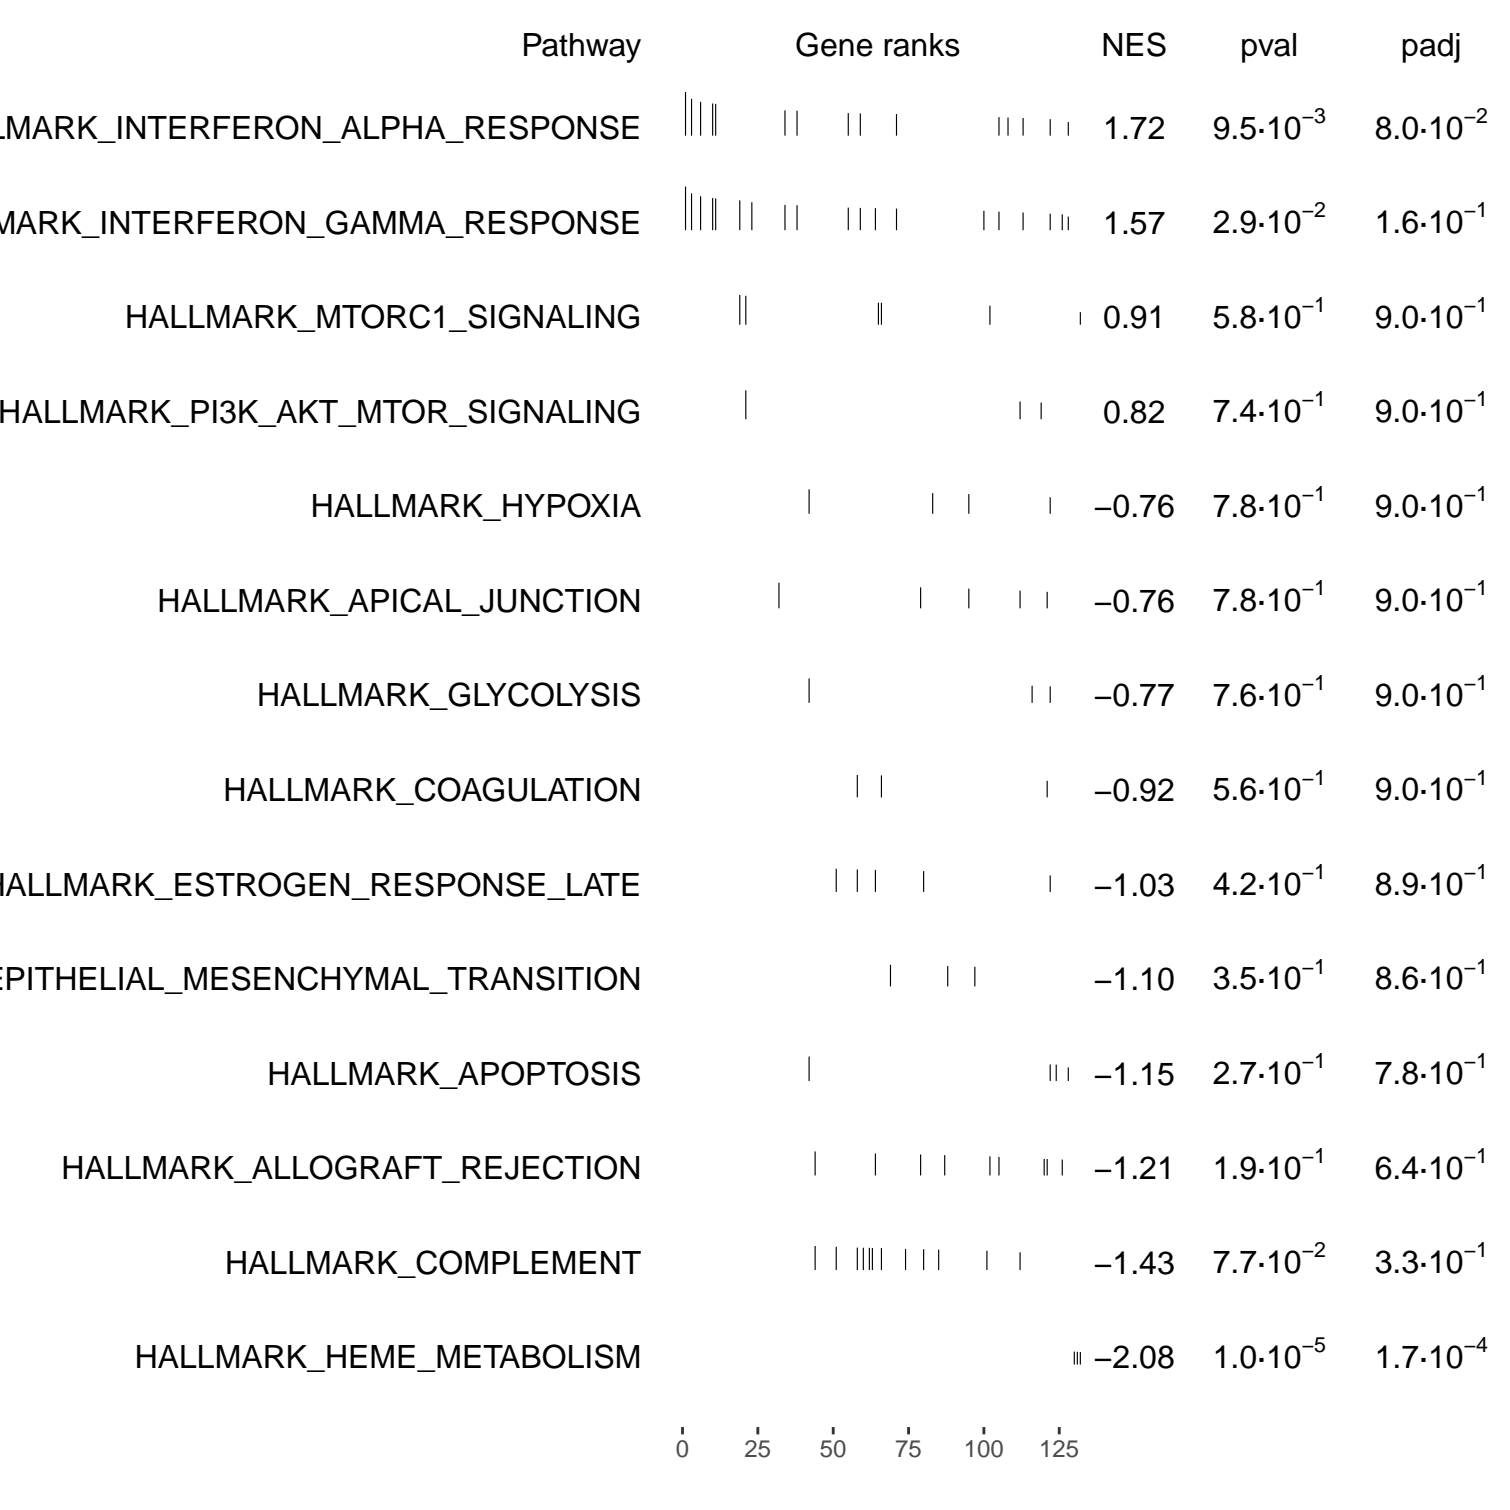 Pathway Gene ranks NES pval padj
LMARK_INTERFERON_ALPHA_RESPONSE 1.72 9.5·10⁻³ 8.0·10⁻²
MARK_INTERFERON_GAMMA_RESPONSE 1.57 2.9·10⁻² 1.6·10⁻¹
HALLMARK_MTORC1_SIGNALING 0.91 5.8·10⁻¹ 9.0·10⁻¹
HALLMARK_PI3K_AKT_MTOR_SIGNALING 0.82 7.4·10⁻¹ 9.0·10⁻¹
HALLMARK_HYPOXIA −0.76 7.8·10⁻¹ 9.0·10⁻¹
HALLMARK_APICAL_JUNCTION −0.76 7.8·10⁻¹ 9.0·10⁻¹
HALLMARK_GLYCOLYSIS −0.77 7.6·10⁻¹ 9.0·10⁻¹
HALLMARK_COAGULATION −0.92 5.6·10⁻¹ 9.0·10⁻¹
HALLMARK_ESTROGEN_RESPONSE_LATE −1.03 4.2·10⁻¹ 8.9·10⁻¹
EPITHELIAL_MESENCHYMAL_TRANSITION −1.10 3.5·10⁻¹ 8.6·10⁻¹
HALLMARK_APOPTOSIS −1.15 2.7·10⁻¹ 7.8·10⁻¹
HALLMARK_ALLOGRAFT_REJECTION −1.21 1.9·10⁻¹ 6.4·10⁻¹
HALLMARK_COMPLEMENT −1.43 7.7·10⁻² 3.3·10⁻¹
HALLMARK_HEME_METABOLISM −2.08 1.0·10⁻⁵ 1.7·10⁻⁴
0 25 50 75 100 125